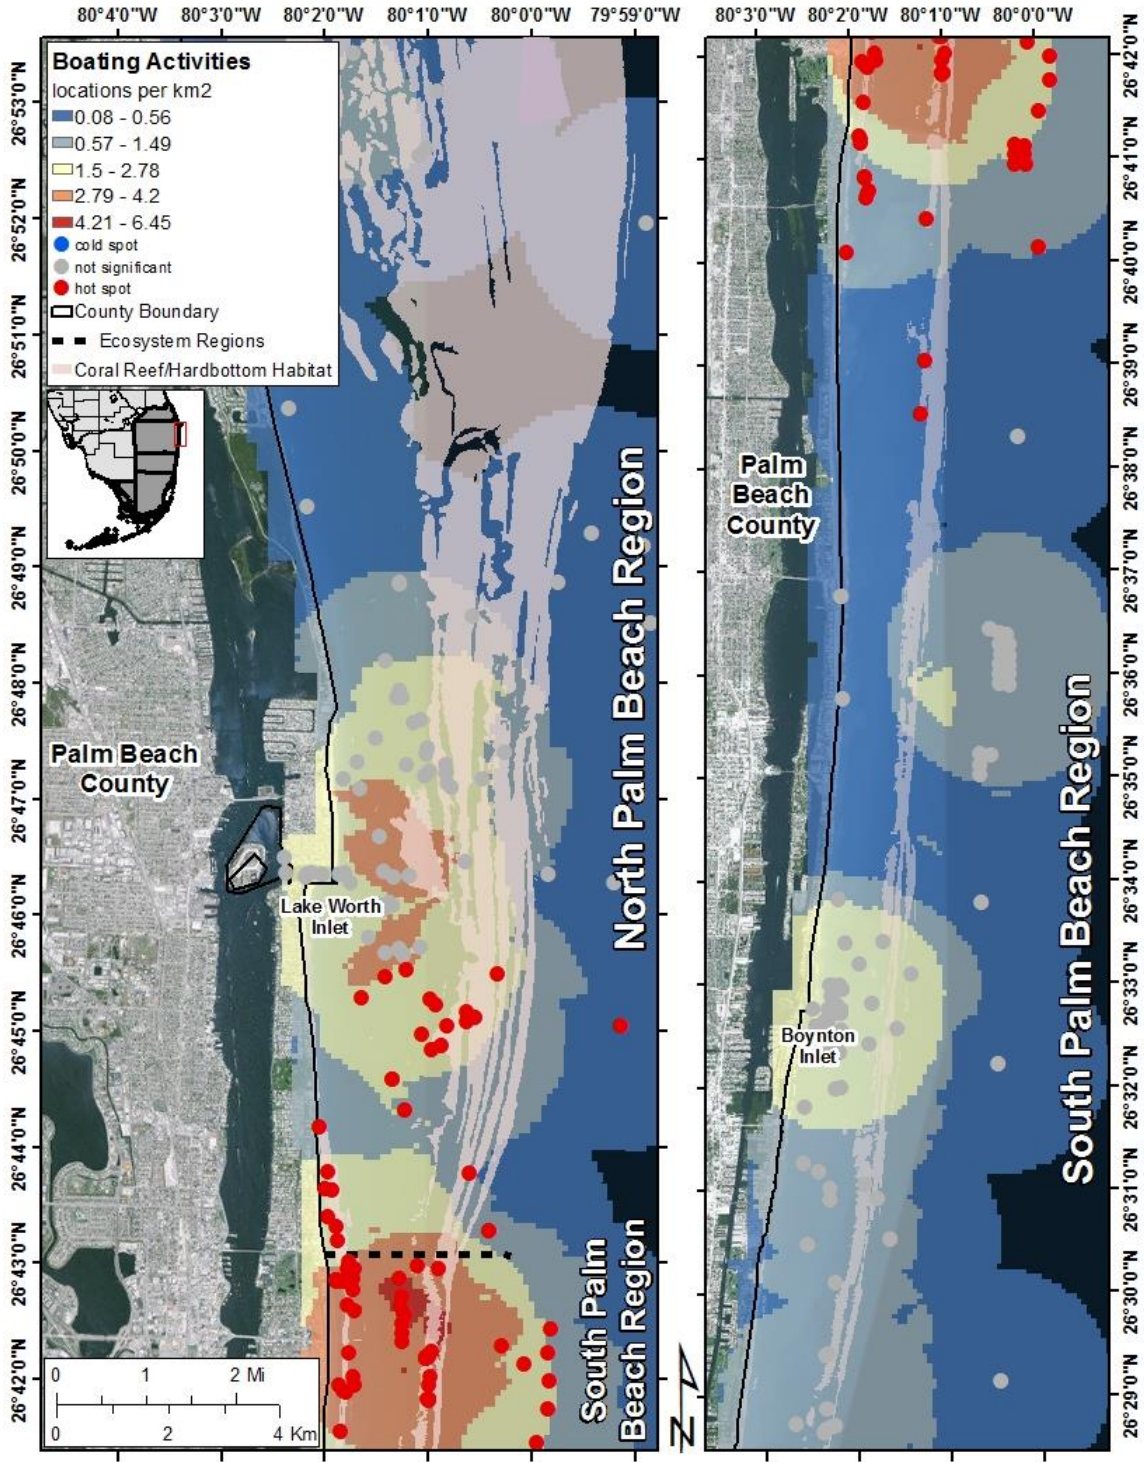 80°4'0"W
80°3'0"W
80°2'0"W
80°1'0"W
80°0'0"W
79°59'0"W
80°3'0"W
80°2'0"W
80°1'0"W
80°0'0"W
Boating Activities
locations per km2
0.08 - 0.56
0.57 - 1.49
1.5 - 2.78
2.79 - 4.2
4.21 - 6.45
cold spot
not significant
hot spot
County Boundary
Ecosystem Regions
Coral Reef/Hardbottom Habitat
26°53'0"N
26°52'0"N
26°51'0"N
26°50'0"N
26°49'0"N
26°48'0"N
26°47'0"N
26°46'0"N
26°45'0"N
26°44'0"N
26°43'0"N
26°42'0"N
Palm Beach
County
Lake Worth
Inlet
North Palm Beach Region
South Palm
Beach Region
0 1 2 Mi
0 2 4 Km
N
Palm
Beach
County
Boynton
Inlet
South Palm Beach Region
26°42'0"N
26°41'0"N
26°40'0"N
26°39'0"N
26°38'0"N
26°37'0"N
26°36'0"N
26°35'0"N
26°34'0"N
26°33'0"N
26°32'0"N
26°31'0"N
26°30'0"N
26°29'0"N